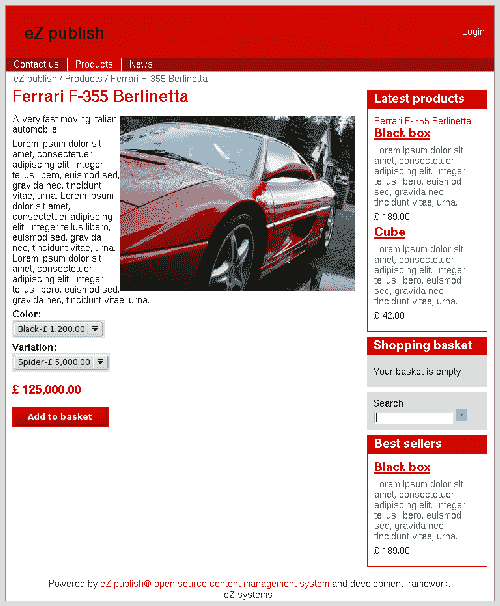 eZ publish
Login
Contact us
Products
News
eZ publish / Products / Ferrari F-355 Berlinetta
Ferrari F-355 Berlinetta
A very fast moving Italian
automobile
Lorem ipsum dolor sit
amet, consectetuer
adipiscing elit. Integer
tellus libero, euismod sed,
gravida nec, tincidunt
vitae, urna. Lorem ipsum
dolor sit amet,
consectetuer adipiscing
elit. Integer tellus libero,
euismod sed, gravida
nec, tincidunt vitae, urna.
Lorem ipsum dolor sit
amet, consectetuer
adipiscing elit. Integer
tellus libero, euismod sed,
gravida nec, tincidunt vitae, urna.
Color:
Black-£ 1,200.00
Variation:
Spider-£ 5,000.00
£ 125,000.00
Add to basket
Latest products
Ferrari F-355 Berlinetta
Black box
Lorem ipsum dolor sit
amet, consectetuer
adipiscing elit. Integer
tellus libero, euismod
sed, gravida nec,
tincidunt vitae, urna.
£ 189.00
Cube
Lorem ipsum dolor sit
amet, consectetuer
adipiscing elit. Integer
tellus libero, euismod
sed, gravida nec,
tincidunt vitae, urna.
£ 42.00
Shopping basket
Your basket is empty
Search
Best sellers
Black box
Lorem ipsum dolor sit
amet, consectetuer
adipiscing elit. Integer
tellus libero, euismod
sed, gravida nec,
tincidunt vitae, urna.
£ 189.00
Powered by eZ publish® open source content management system and development framework.
eZ systems